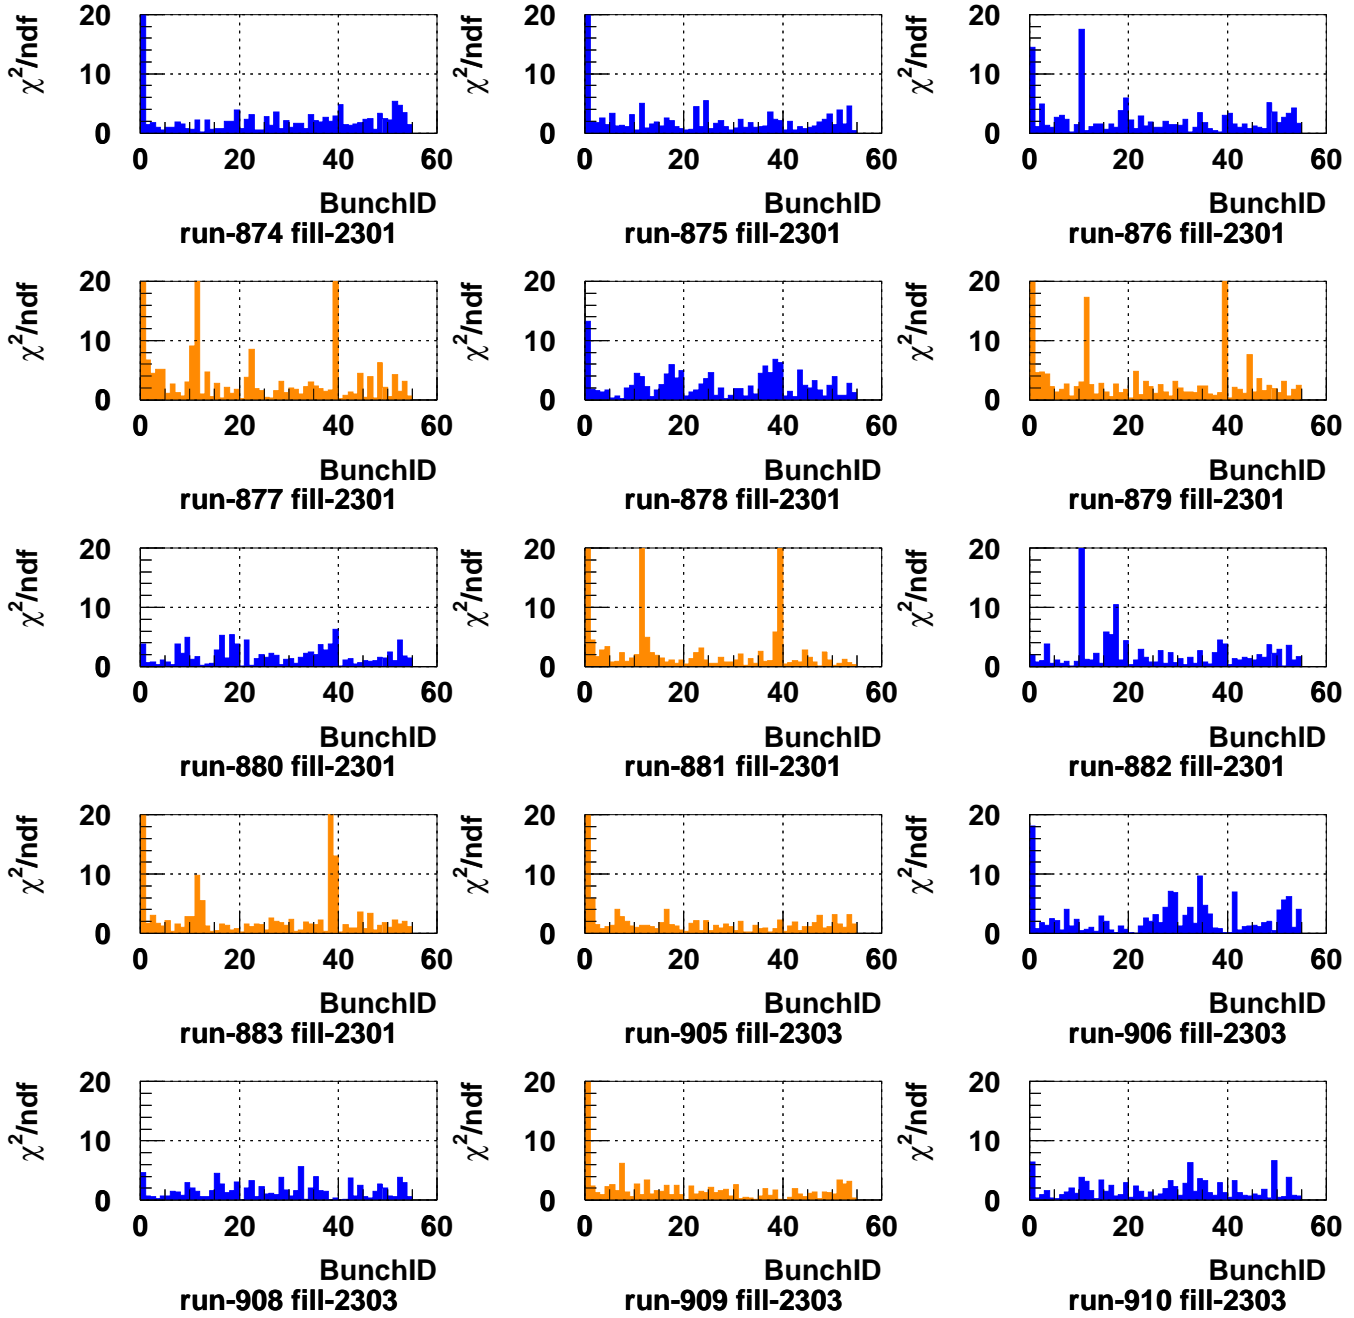 χ²/ndf
20
10
0
0 20 40 60
BunchID
run-874 fill-2301
χ²/ndf
20
10
0
0 20 40 60
BunchID
run-875 fill-2301
χ²/ndf
20
10
0
0 20 40 60
BunchID
run-876 fill-2301
χ²/ndf
20
10
0
0 20 40 60
BunchID
run-877 fill-2301
χ²/ndf
20
10
0
0 20 40 60
BunchID
run-878 fill-2301
χ²/ndf
20
10
0
0 20 40 60
BunchID
run-879 fill-2301
χ²/ndf
20
10
0
0 20 40 60
BunchID
run-880 fill-2301
χ²/ndf
20
10
0
0 20 40 60
BunchID
run-881 fill-2301
χ²/ndf
20
10
0
0 20 40 60
BunchID
run-882 fill-2301
χ²/ndf
20
10
0
0 20 40 60
BunchID
run-883 fill-2301
χ²/ndf
20
10
0
0 20 40 60
BunchID
run-905 fill-2303
χ²/ndf
20
10
0
0 20 40 60
BunchID
run-906 fill-2303
χ²/ndf
20
10
0
0 20 40 60
BunchID
run-908 fill-2303
χ²/ndf
20
10
0
0 20 40 60
BunchID
run-909 fill-2303
χ²/ndf
20
10
0
0 20 40 60
BunchID
run-910 fill-2303